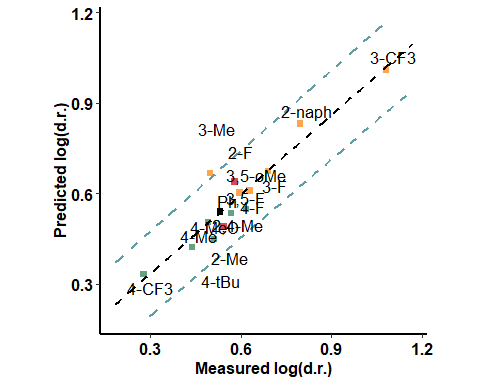 1.2
0.9
0.6
0.3
Predicted log(d.r.)
3-CF3
2-naph
3-Me
2-F
3,5-oMe
3-F
3,5-F
Ph
4-F
4-MeO
2,4-Me
4-Me
2-Me
4-tBu
4-CF3
0.3 0.6 0.9 1.2
Measured log(d.r.)